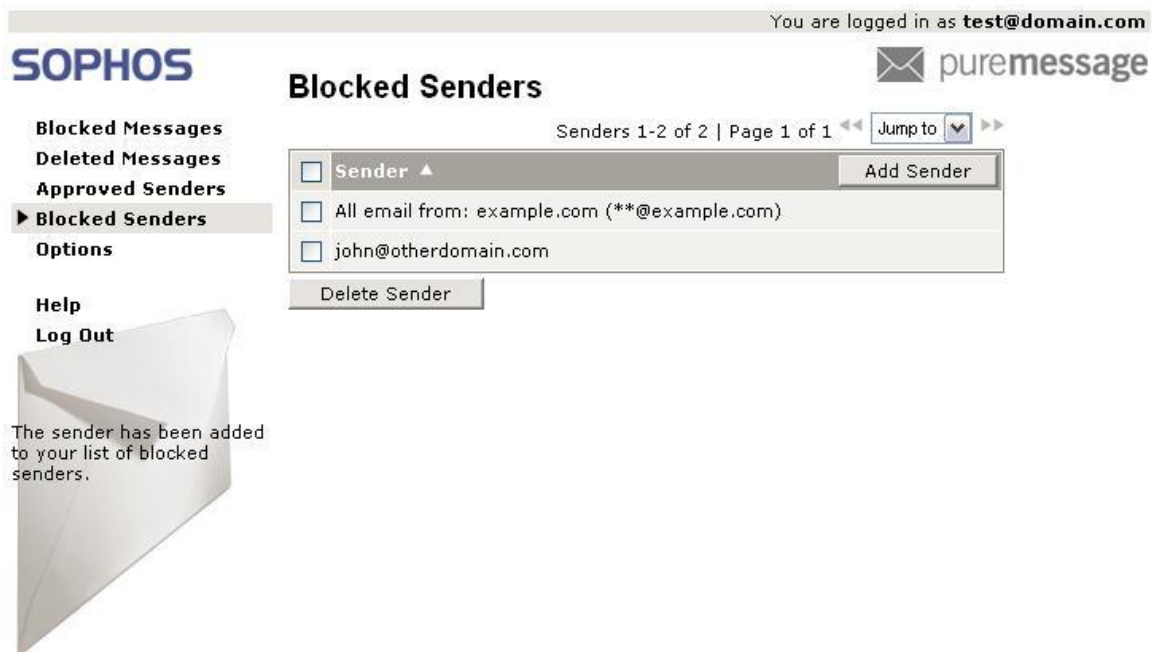 You are logged in as test@domain.com
SOPHOS
puremessage
Blocked Senders
Blocked Messages
Deleted Messages
Approved Senders
Blocked Senders
Options
Help
Log Out
The sender has been added
to your list of blocked
senders.
Senders 1-2 of 2 | Page 1 of 1 Jump to
Sender Add Sender
All email from: example.com (**@example.com)
john@otherdomain.com
Delete Sender